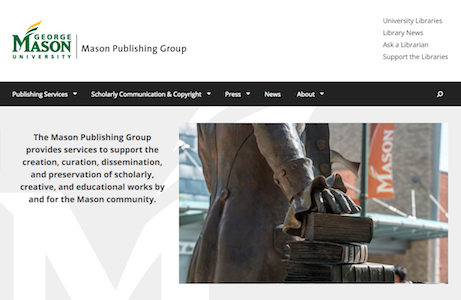 GEORGE
MASON
UNIVERSITY
Mason Publishing Group
University Libraries
Library News
Ask a Librarian
Support the Libraries
Publishing Services
Scholarly Communication & Copyright
Press
News
About
The Mason Publishing Group
provides services to support the
creation, curation, dissemination,
and preservation of scholarly,
creative, and educational works by
and for the Mason community.
MASON